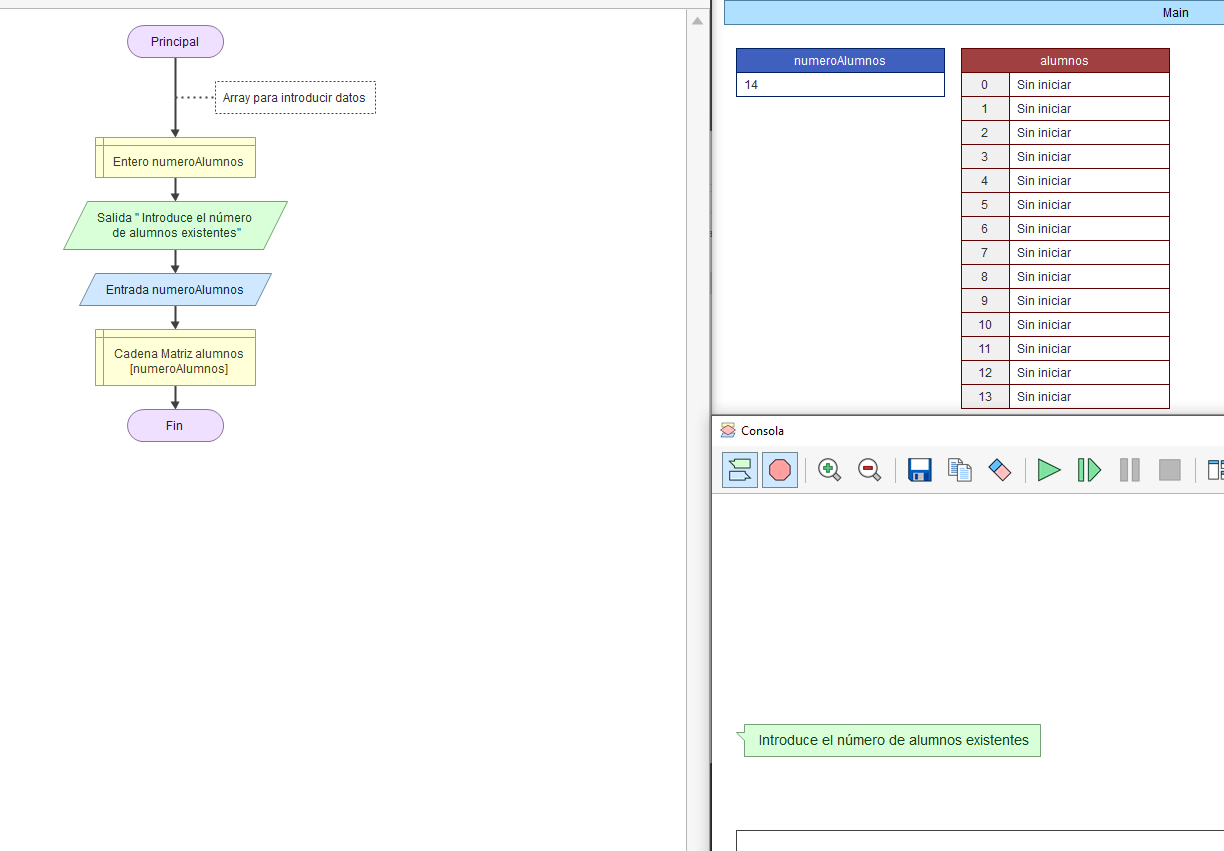 Principal
Array para introducir datos
Entero numeroAlumnos
Salida " Introduce el número
de alumnos existentes"
Entrada numeroAlumnos
Cadena Matriz alumnos
[numeroAlumnos]
Fin
Main
numeroAlumnos
14
alumnos
0 Sin iniciar
1 Sin iniciar
2 Sin iniciar
3 Sin iniciar
4 Sin iniciar
5 Sin iniciar
6 Sin iniciar
7 Sin iniciar
8 Sin iniciar
9 Sin iniciar
10 Sin iniciar
11 Sin iniciar
12 Sin iniciar
13 Sin iniciar
Consola
Introduce el número de alumnos existentes